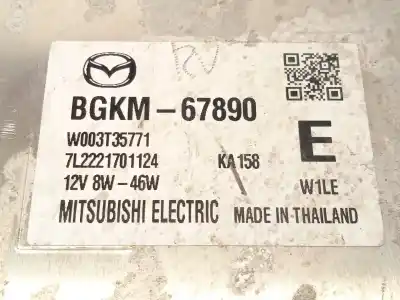 BGKM-67890
W003T35771
7L2221701124 KA158 E
12V 8W-46W W1LE
MITSUBISHI ELECTRIC MADE IN THAILAND